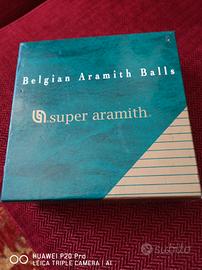 Belgian Aramith Balls
super aramith®
HUAWEI P20 Pro
LEICA TRIPLE CAMERA | AI
subito